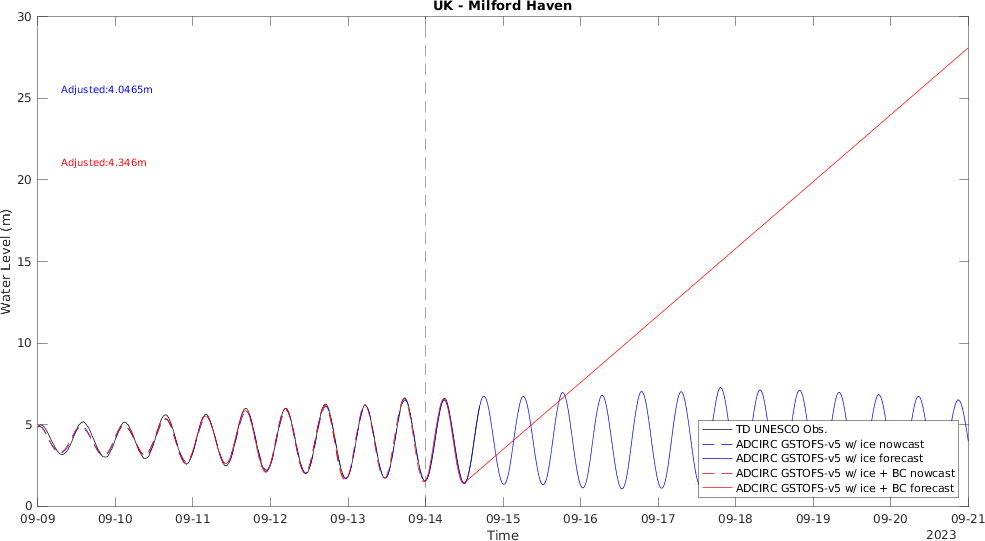 UK - Milford Haven
30
25
20
15
10
5
0
Water Level (m)
Adjusted:4.0465m
Adjusted:4.346m
TD UNESCO Obs.
ADCIRC GSTOFS-v5 w/ ice nowcast
ADCIRC GSTOFS-v5 w/ ice forecast
ADCIRC GSTOFS-v5 w/ ice + BC nowcast
ADCIRC GSTOFS-v5 w/ ice + BC forecast
09-09 09-10 09-11 09-12 09-13 09-14 09-15 09-16 09-17 09-18 09-19 09-20 09-21
Time
2023